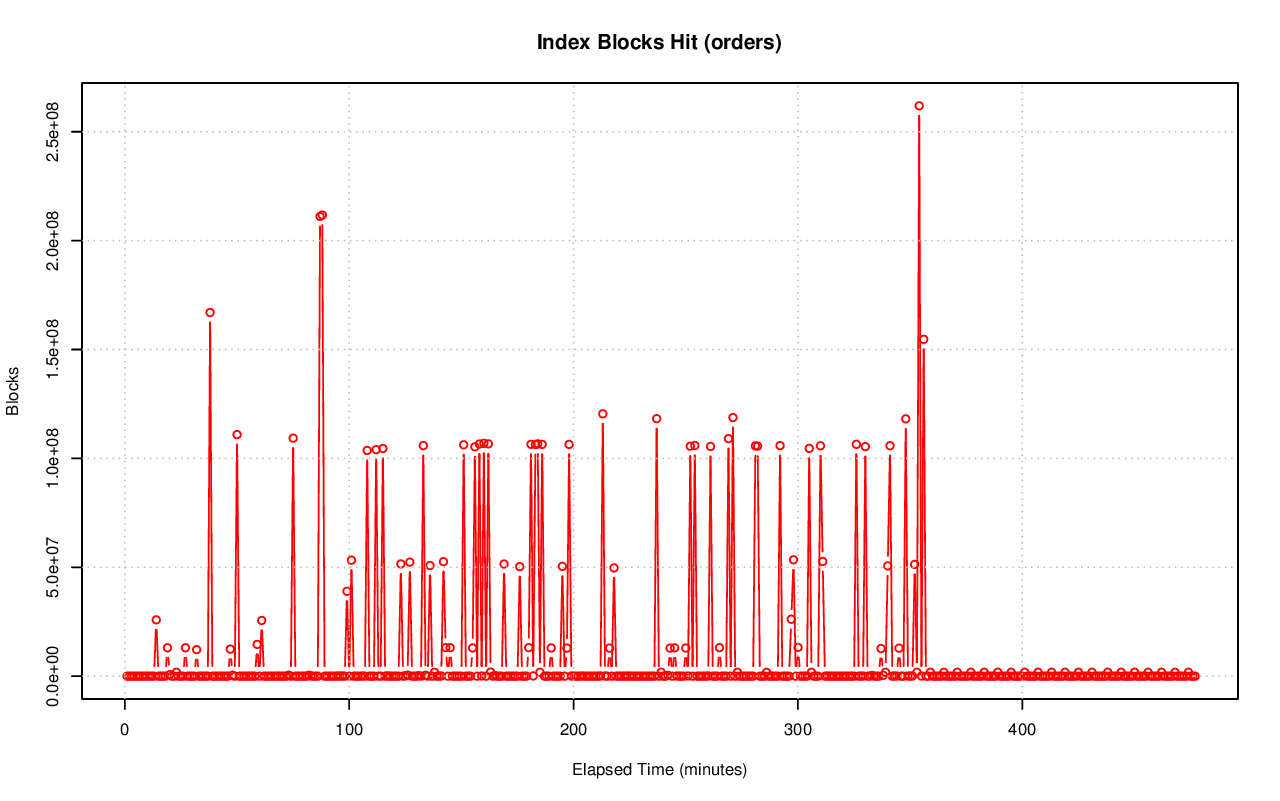 Index Blocks Hit (orders)
2.5e+08
2.0e+08
1.5e+08
1.0e+08
5.0e+07
0.0e+00
Blocks
0 100 200 300 400
Elapsed Time (minutes)